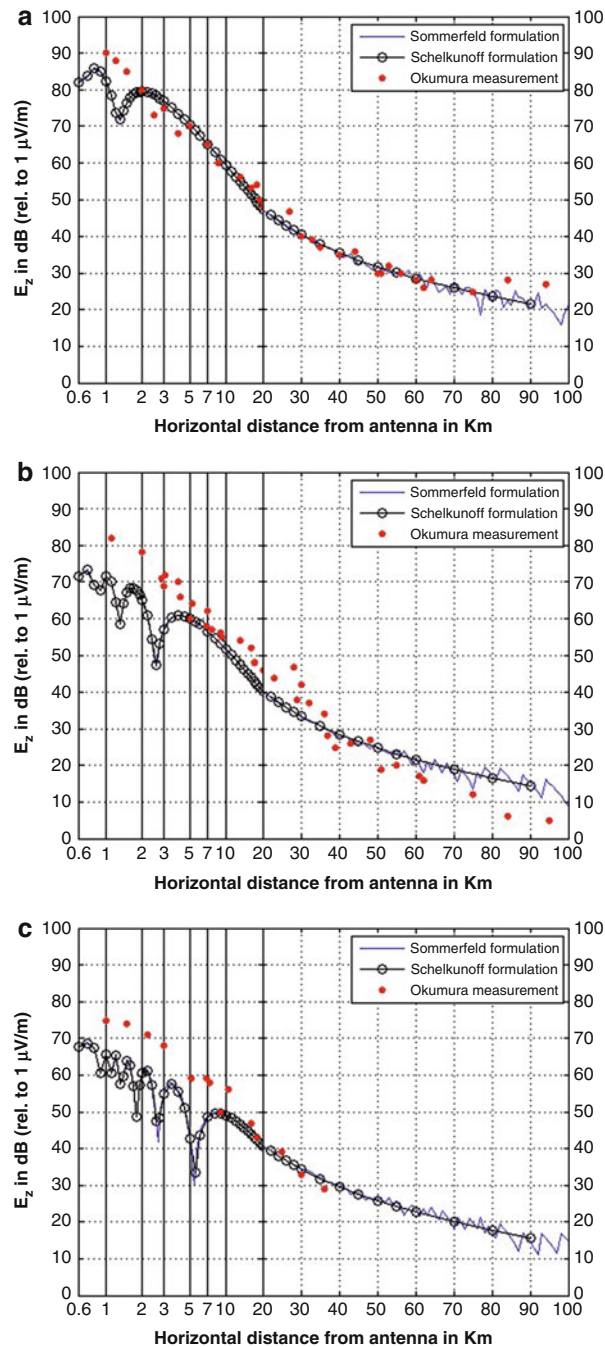 a
100 100
90 90
80 80
70 70
60 60
50 50
40 40
30 30
20 20
10 10
0 0
E_z in dB (rel. to 1 μV/m)
Sommerfeld formulation
Schelkunoff formulation
Okumura measurement
0.6 1 2 3 5 7 10 20 30 40 50 60 70 80 90 100
Horizontal distance from antenna in Km
b
100 100
90 90
80 80
70 70
60 60
50 50
40 40
30 30
20 20
10 10
0 0
E_z in dB (rel. to 1 μV/m)
Sommerfeld formulation
Schelkunoff formulation
Okumura measurement
0.6 1 2 3 5 7 10 20 30 40 50 60 70 80 90 100
Horizontal distance from antenna in Km
c
100 100
90 90
80 80
70 70
60 60
50 50
40 40
30 30
20 20
10 10
0 0
E_z in dB (rel. to 1 μV/m)
Sommerfeld formulation
Schelkunoff formulation
Okumura measurement
0.6 1 2 3 5 7 10 20 30 40 50 60 70 80 90 100
Horizontal distance from antenna in Km